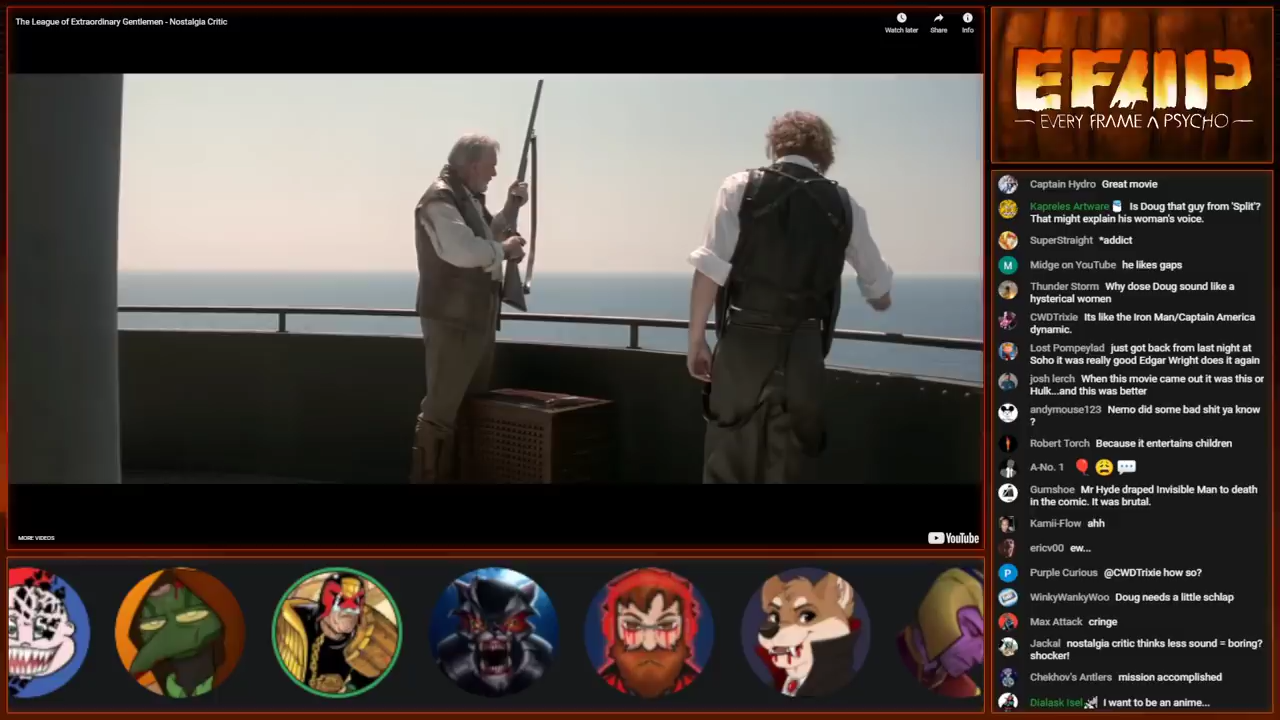 The League of Extraordinary Gentlemen - Nostalgia Critic
Watch later
Share
Info
MORE VIDEOS
YouTube
EFAP
EVERY FRAME A PSYCHO
Captain Hydro Great movie
Kapreles Artware Is Doug that guy from 'Split'?
That might explain his woman's voice.
SuperStraight *addict
M
Midge on YouTube he likes gaps
Thunder Storm Why dose Doug sound like a
hysterical women
CWDTrixie Its like the Iron Man/Captain America
dynamic.
Lost Pompeylad just got back from last night at
Soho it was really good Edgar Wright does it again
josh lerch When this movie came out it was this or
Hulk...and this was better
andymouse123 Nemo did some bad shit ya know
?
Robert Torch Because it entertains children
A-No. 1 🎈😩💬
Gumshoe Mr Hyde draped Invisible Man to death
in the comic. It was brutal.
Kamii-Flow ahh
ericv00 ew...
P
Purple Curious @CWDTrixie how so?
WinkyWankyWoo Doug needs a little schlap
Max Attack cringe
Jackal nostalgia critic thinks less sound = boring?
shocker!
Chekhov's Antlers mission accomplished
Dialask Isel I want to be an anime...